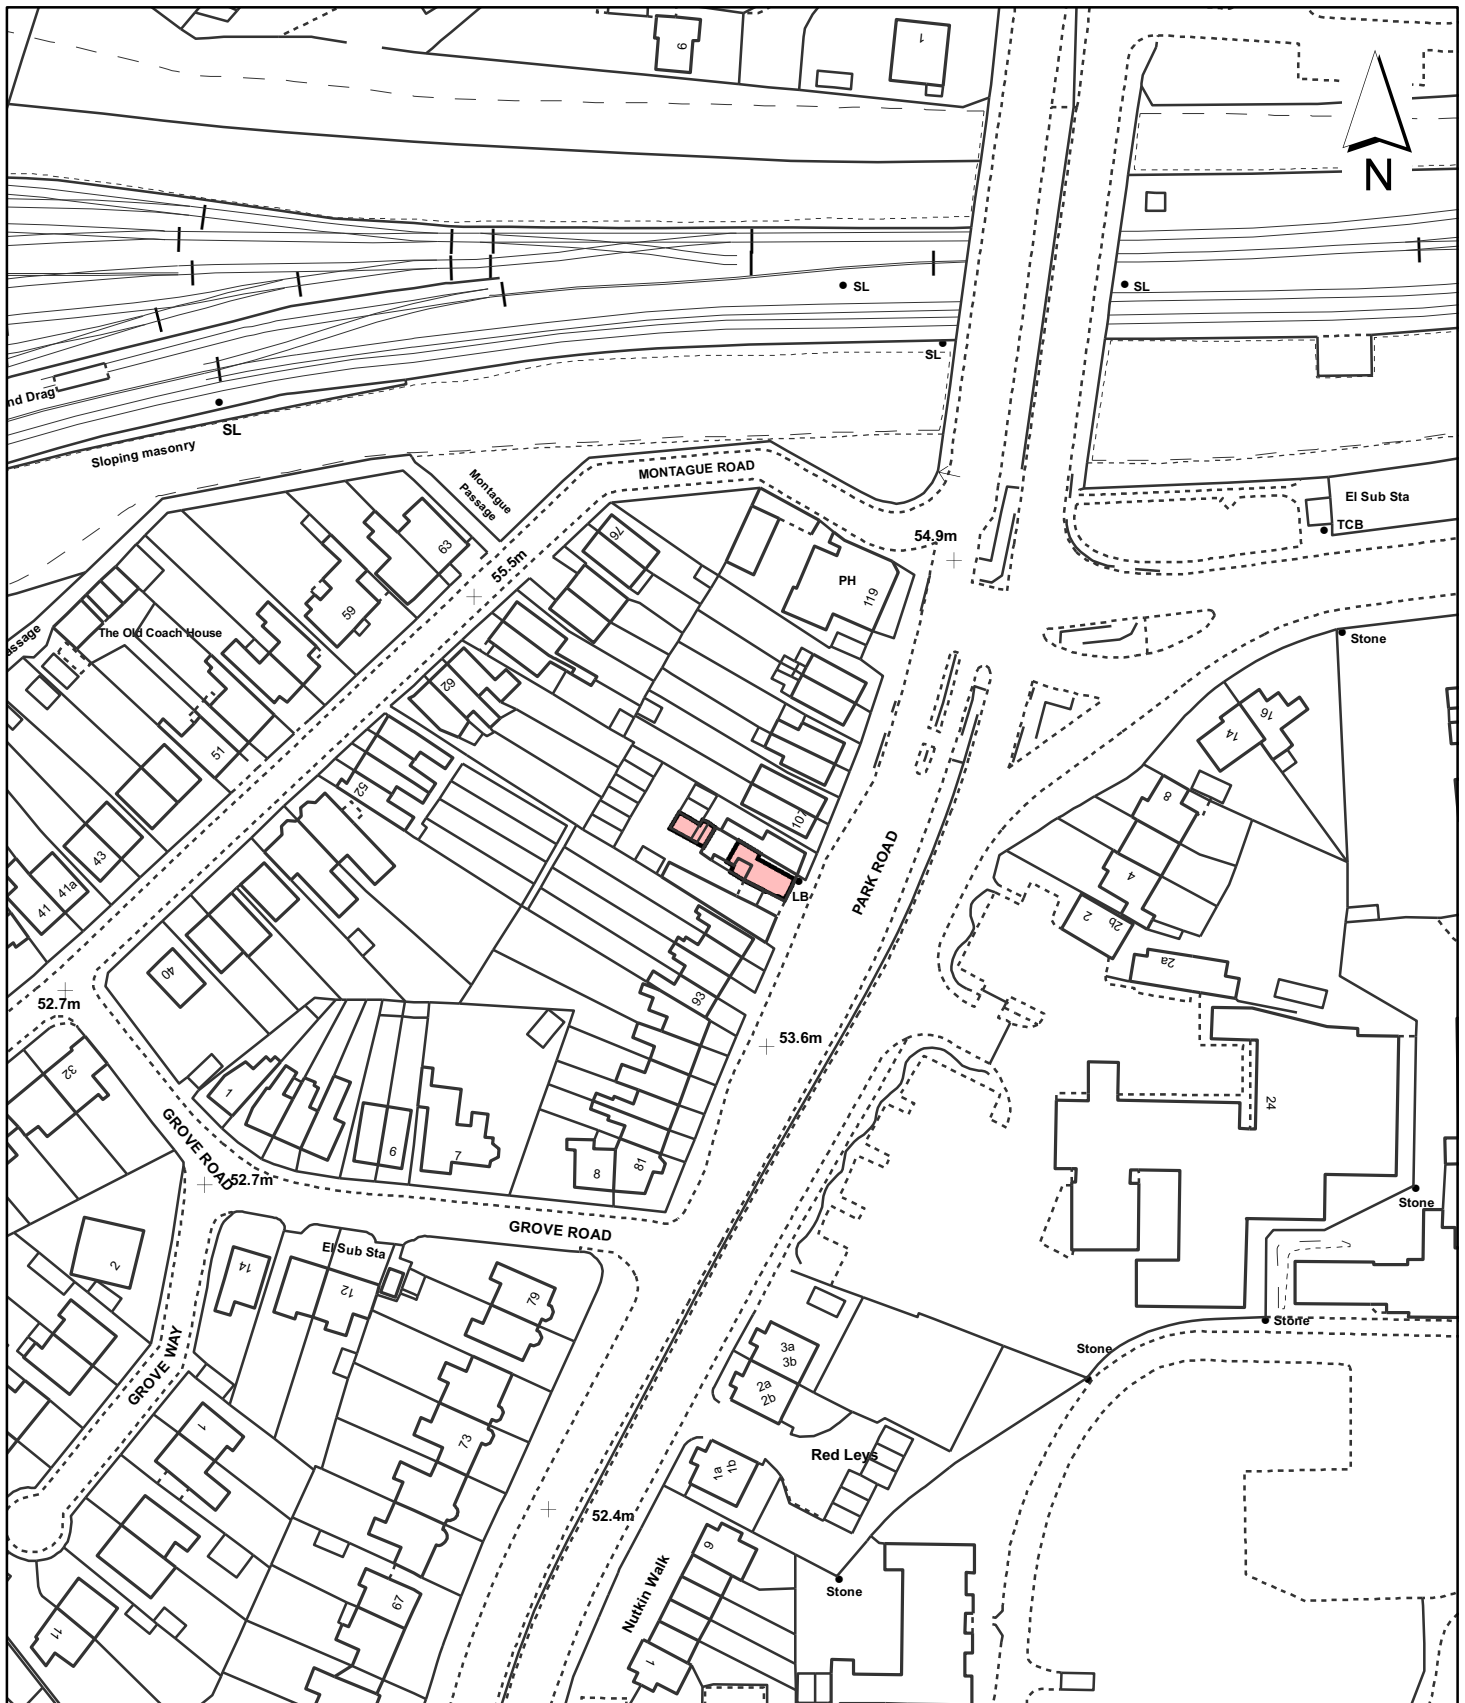 9
1
N
SL
SL
SL
nd Drag
SL
Sloping masonry
MONTAGUE ROAD
Montague
Passage
El Sub Sta
TCB
54.9m
76
63
55.5m
PH
119
59
The Old Coach House
assage
Stone
62
51
16
14
52
8
101
43
41a
41
4
LB
PARK ROAD
2
2b
2a
40
93
52.7m
53.6m
32
1
24
GROVE ROAD
6
7
8
81
52.7m
Stone
GROVE ROAD
El Sub Sta
2
14
12
79
Stone
Stone
3a
3b
2a
2b
GROVE WAY
1
73
Red Leys
1a
1b
52.4m
9
Nutkin Walk
Stone
67
11
1